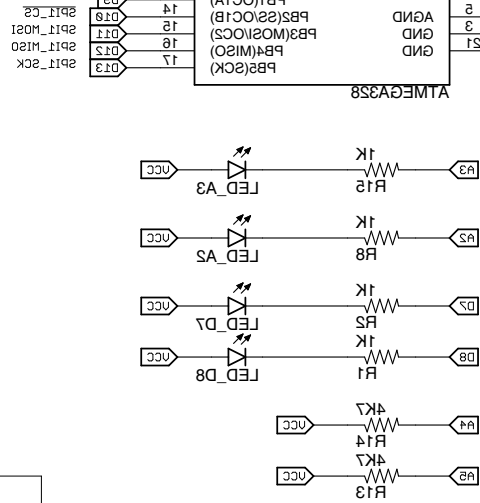 PB1(OC1A)
SPI1_CS D10 14 PB2(SS/OC1B) AGND 5
SPI1_MOSI D11 15 PB3(MOSI/OC2) GND 3
SPI1_MISO D12 16 PB4(MISO) GND 21
SPI1_SCK D13 17 PB5(SCK)
ATMEGA328
1K
VCC A3
LED_A3 R15
1K
VCC A2
LED_A2 R8
1K
VCC D7
LED_D7 R2
1K
VCC D8
LED_D8 R1
4K7
VCC A4
R14
4K7
VCC A5
R13